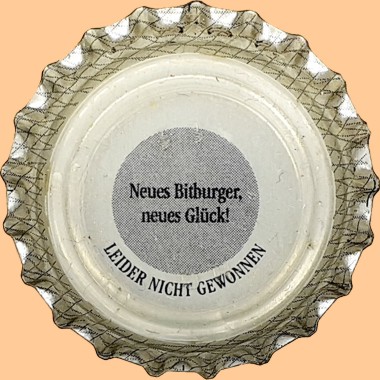 Neues Bitburger,
neues Glück!
LEIDER NICHT GEWONNEN